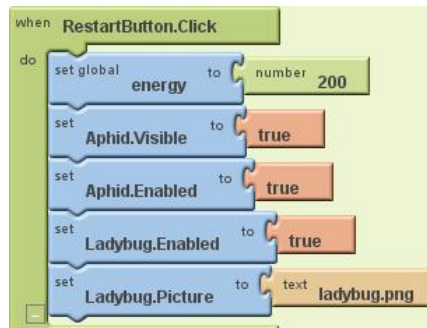 when RestartButton.Click
do
set global energy to number 200
set Aphid.Visible to true
set Aphid.Enabled to true
set Ladybug.Enabled to true
set Ladybug.Picture to text ladybug.png